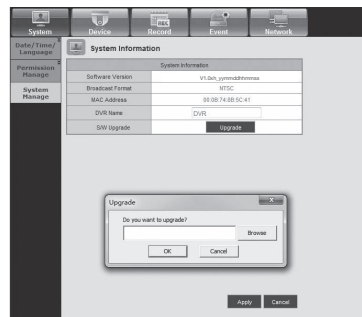 System
Device
Record
Event
Network
Date/Time/
Language
Permission
Manage
System
Manage
System Information
System Information
Software Version
V1.0xh_yymmddhhmmss
Broadcast Format
NTSC
MAC Address
00:0B:74:8B:5C:41
DVR Name
DVR
S/W Upgrade
Upgrade
Upgrade
Do you want to upgrade?
Browse
OK
Cancel
Apply
Cancel